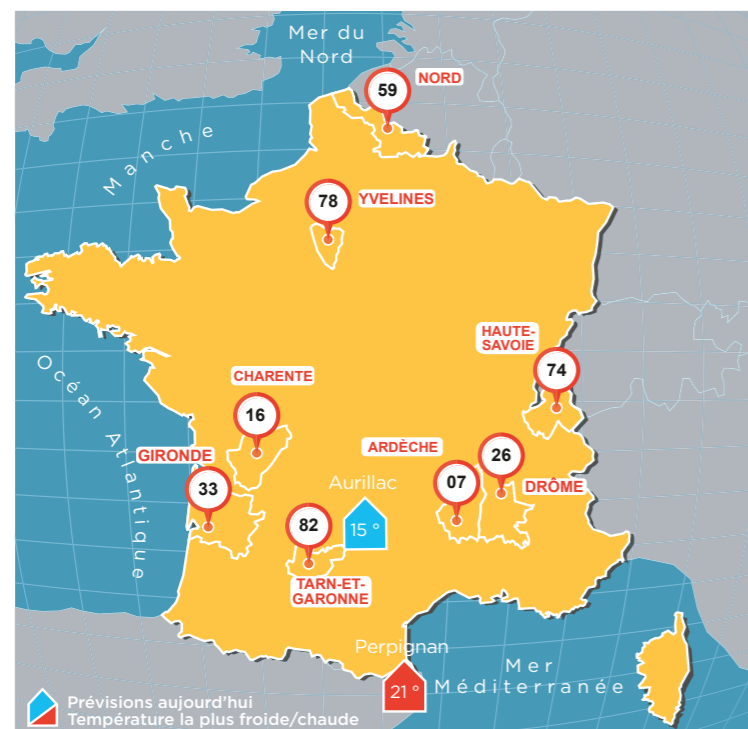 Mer du
Nord
NORD
59
Manche
78
YVELINES
HAUTE-
SAVOIE
74
Océan Atlantique
CHARENTE
16
ARDÈCHE
26
GIRONDE
07
DRÔME
33
Aurillac
15 °
82
TARN-ET-
GARONNE
Perpignan
21 °
Mer
Méditerranée
Prévisions aujourd'hui
Température la plus froide/chaude